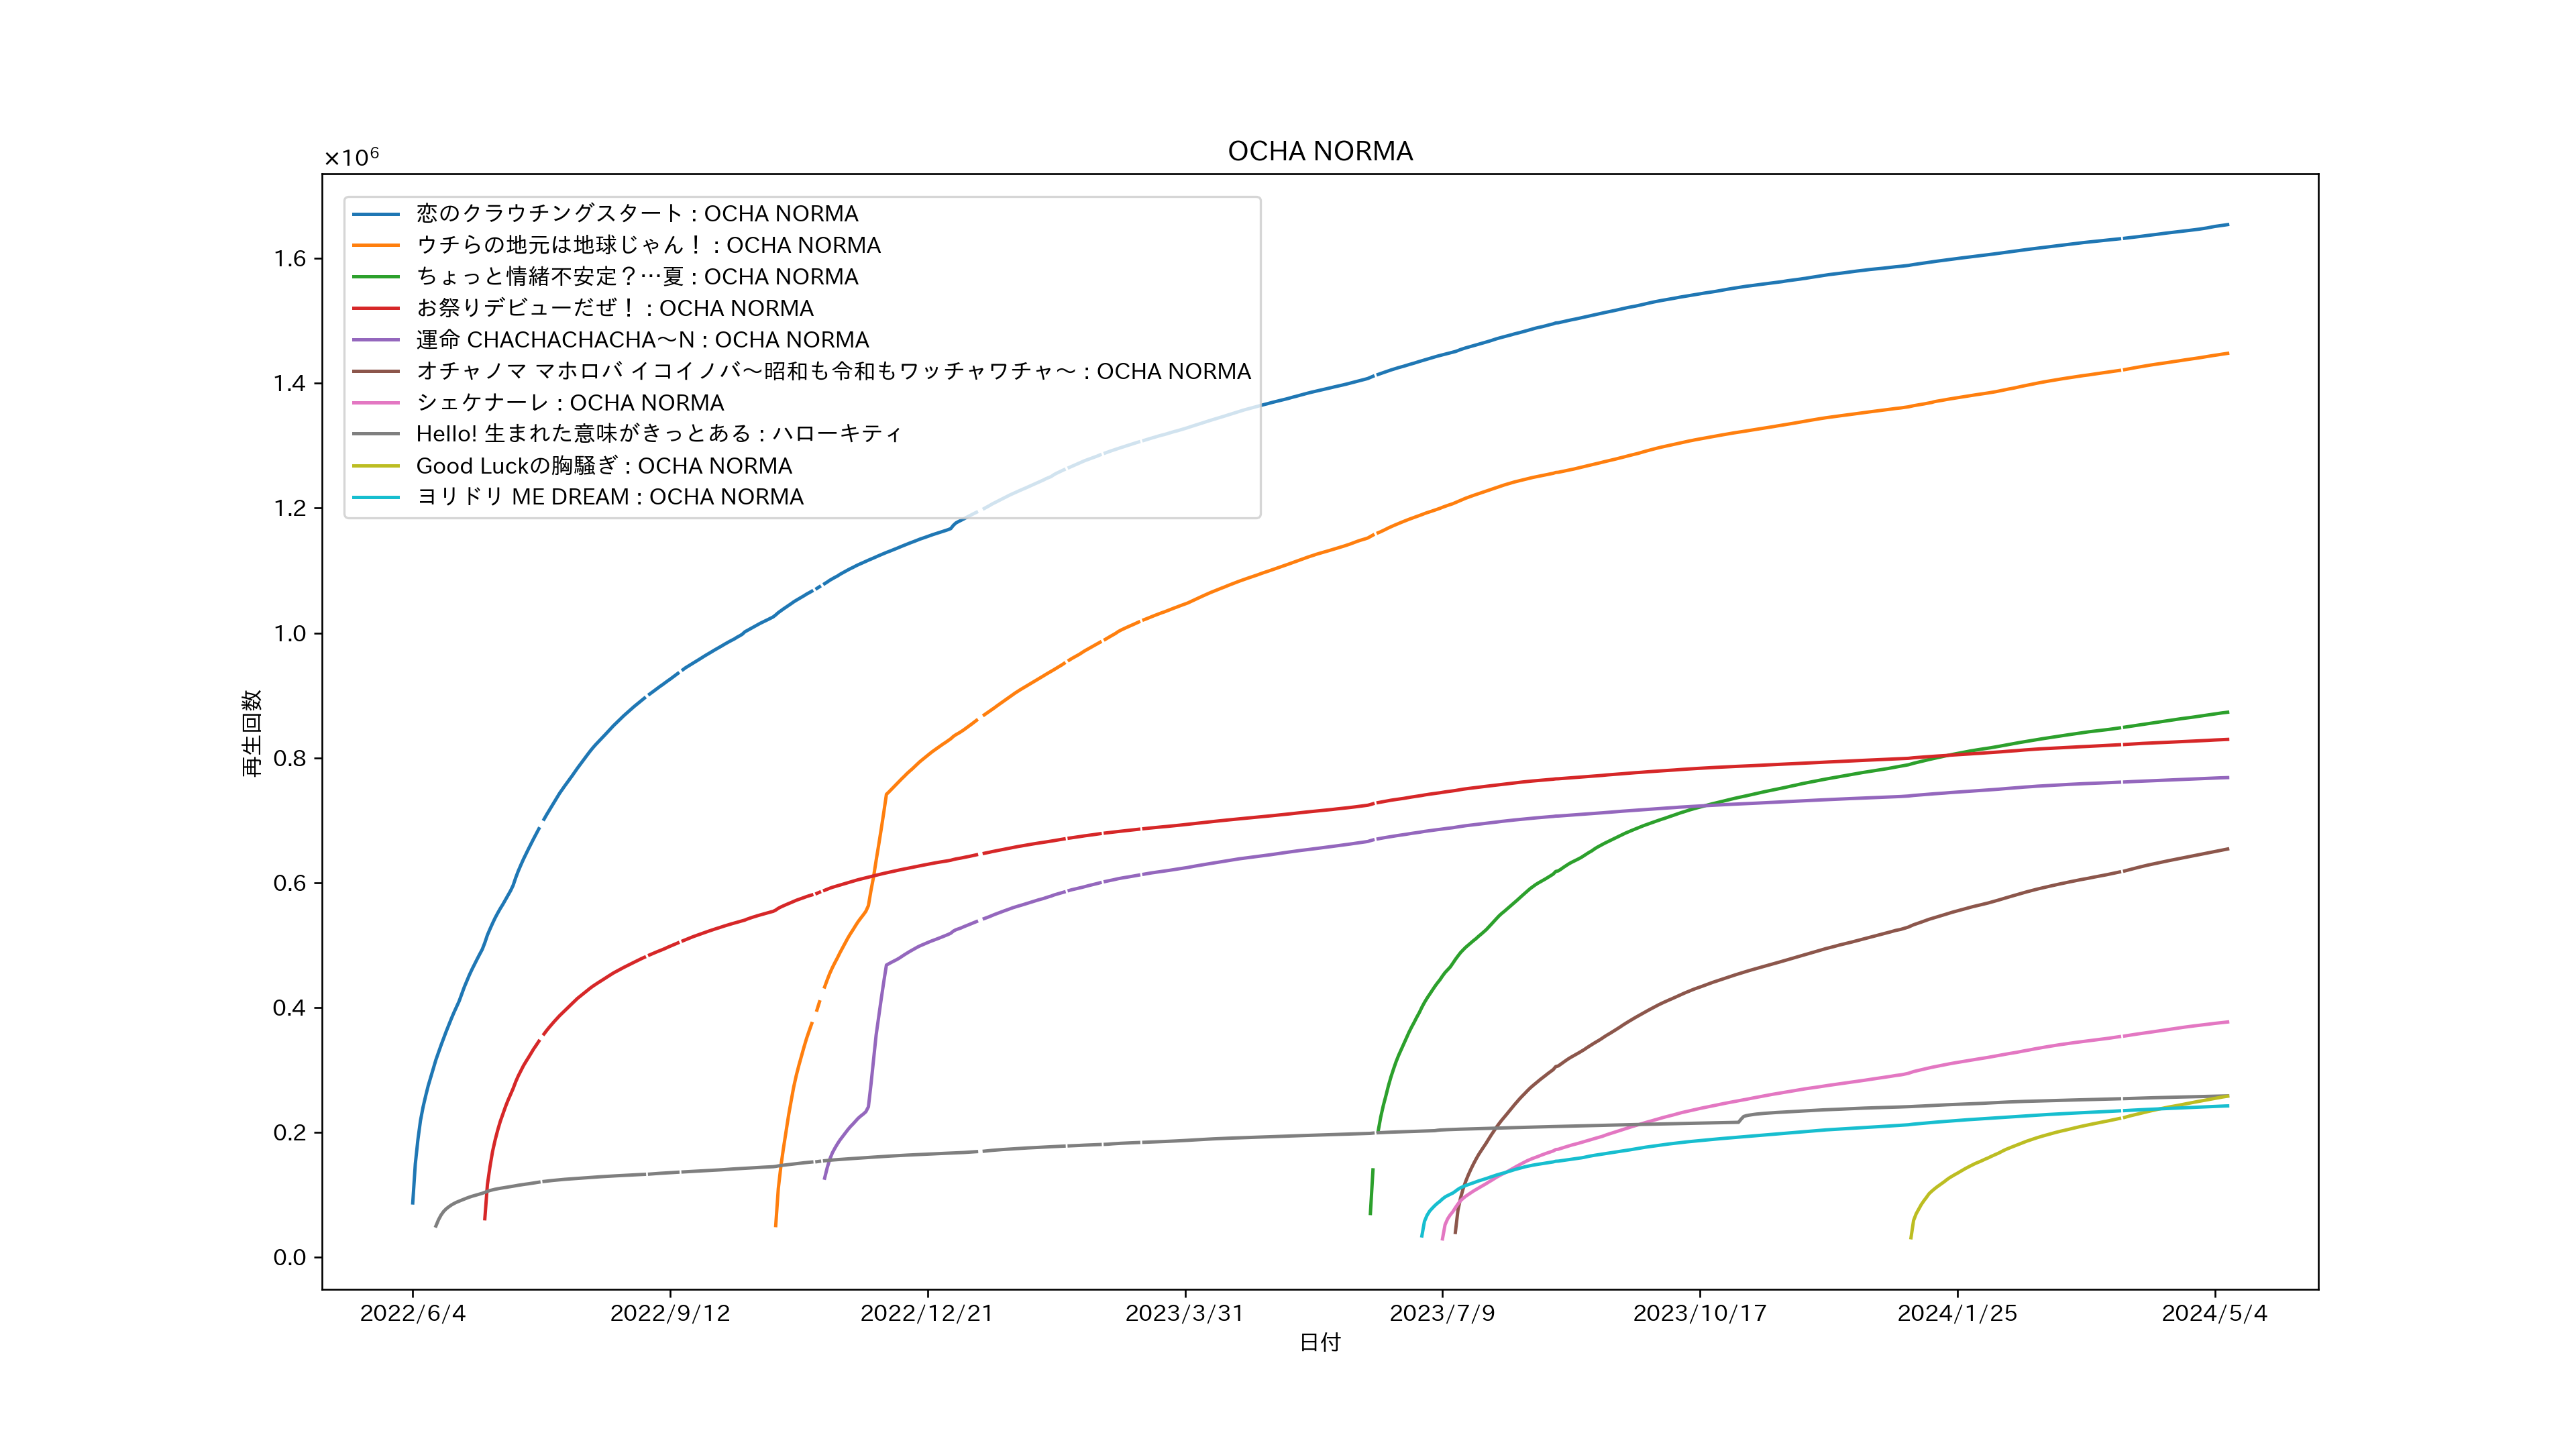 OCHA NORMA
×10⁶
恋のクラウチングスタート : OCHA NORMA
ウチらの地元は地球じゃん！ : OCHA NORMA
ちょっと情緒不安定？…夏 : OCHA NORMA
お祭りデビューだぜ！ : OCHA NORMA
運命 CHACHACHACHA〜N : OCHA NORMA
オチャノマ マホロバ イコイノバ〜昭和も令和もワッチャワチャ〜 : OCHA NORMA
シェケナーレ : OCHA NORMA
Hello! 生まれた意味がきっとある : ハローキティ
Good Luckの胸騒ぎ : OCHA NORMA
ヨリドリ ME DREAM : OCHA NORMA
1.6
1.4
1.2
1.0
0.8
0.6
0.4
0.2
0.0
再生回数
2022/6/4
2022/9/12
2022/12/21
2023/3/31
2023/7/9
2023/10/17
2024/1/25
2024/5/4
日付